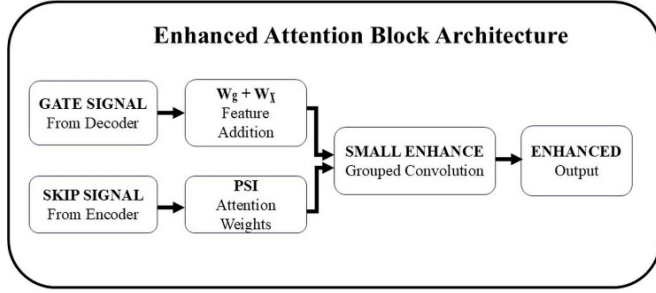 Enhanced Attention Block Architecture
GATE SIGNAL
From Decoder
Wg + Wx
Feature
Addition
SMALL ENHANCE
Grouped Convolution
ENHANCED
Output
SKIP SIGNAL
From Encoder
PSI
Attention
Weights